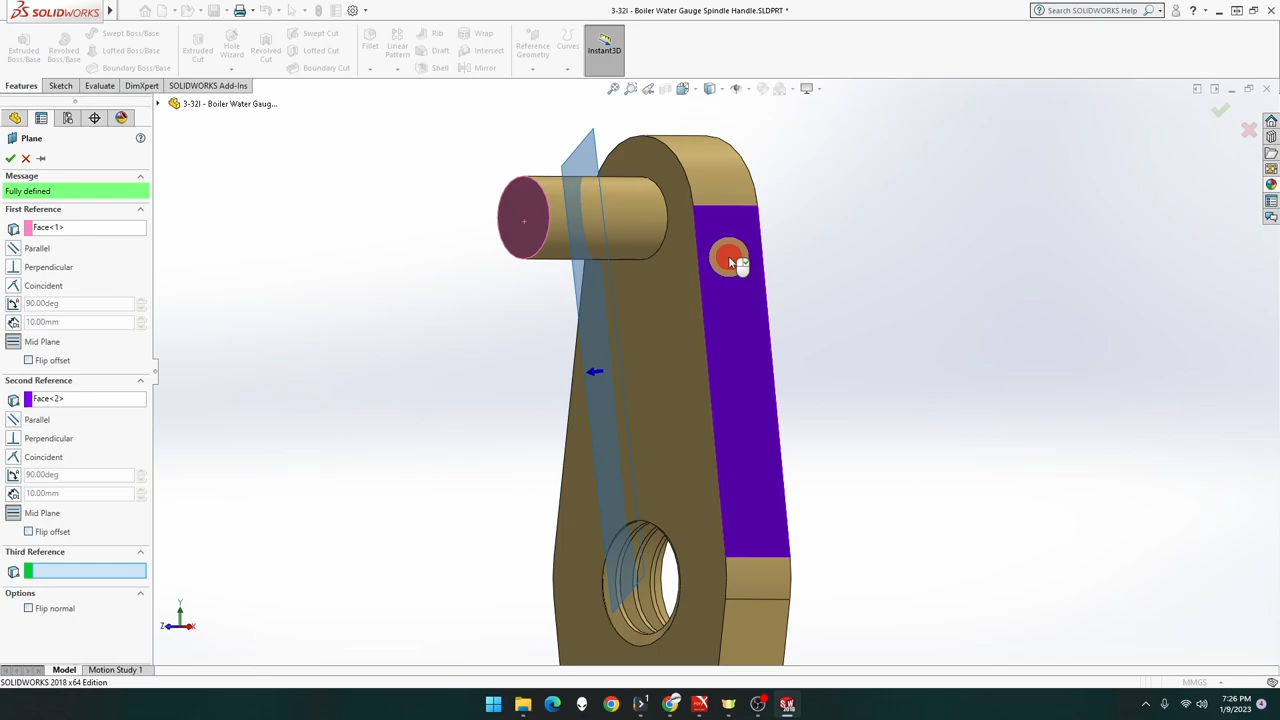 SOLIDWORKS
3-32I - Boiler Water Gauge Spindle Handle.SLDPRT *
Search SOLIDWORKS Help
Extruded Boss/Base
Revolved Boss/Base
Swept Boss/Base
Lofted Boss/Base
Boundary Boss/Base
Extruded Cut
Hole Wizard
Revolved Cut
Swept Cut
Lofted Cut
Boundary Cut
Fillet
Linear Pattern
Rib
Draft
Shell
Wrap
Intersect
Mirror
Reference Geometry
Curves
Instant3D
Features
Sketch
Evaluate
DimXpert
SOLIDWORKS Add-Ins
3-32I - Boiler Water Gaug...
Plane
Message
Fully defined
First Reference
Face<1>
Parallel
Perpendicular
Coincident
90.00deg
10.00mm
Mid Plane
Flip offset
Second Reference
Face<2>
Parallel
Perpendicular
Coincident
90.00deg
10.00mm
Mid Plane
Flip offset
Third Reference
Options
Flip normal
Y
Z
X
Model
Motion Study 1
SOLIDWORKS 2018 x64 Edition
MMGS
7:26 PM
1/9/2023